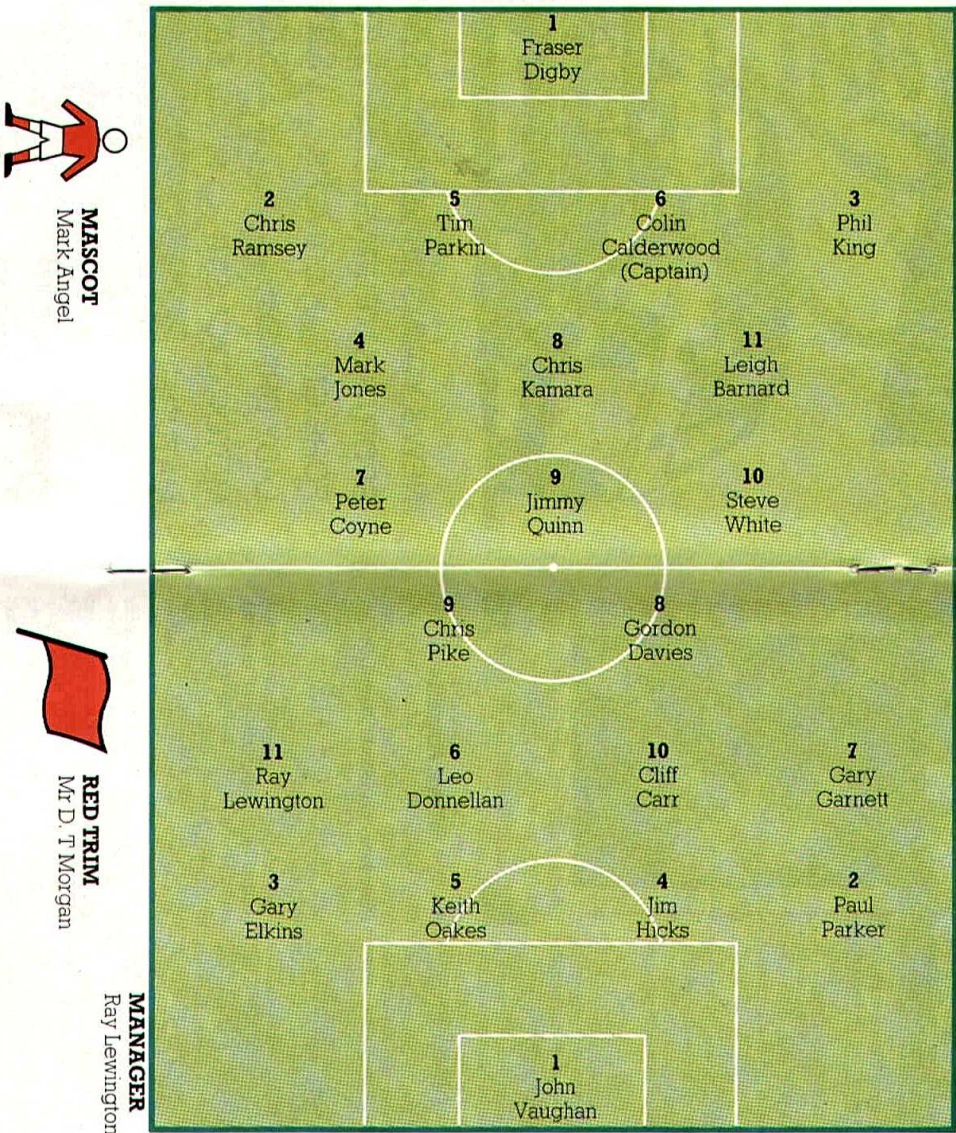 1
Fraser
Digby
2
Chris
Ramsey
5
Tim
Parkin
6
Colin
Calderwood
(Captain)
3
Phil
King
4
Mark
Jones
8
Chris
Kamara
11
Leigh
Barnard
7
Peter
Coyne
9
Jimmy
Quinn
10
Steve
White
9
Chris
Pike
8
Gordon
Davies
11
Ray
Lewington
6
Leo
Donnellan
10
Cliff
Carr
7
Gary
Garnett
3
Gary
Elkins
5
Keith
Oakes
4
Jim
Hicks
2
Paul
Parker
1
John
Vaughan
MASCOT
Mark Angel
RED TRIM
Mr D. T Morgan
MANAGER
Ray Lewington